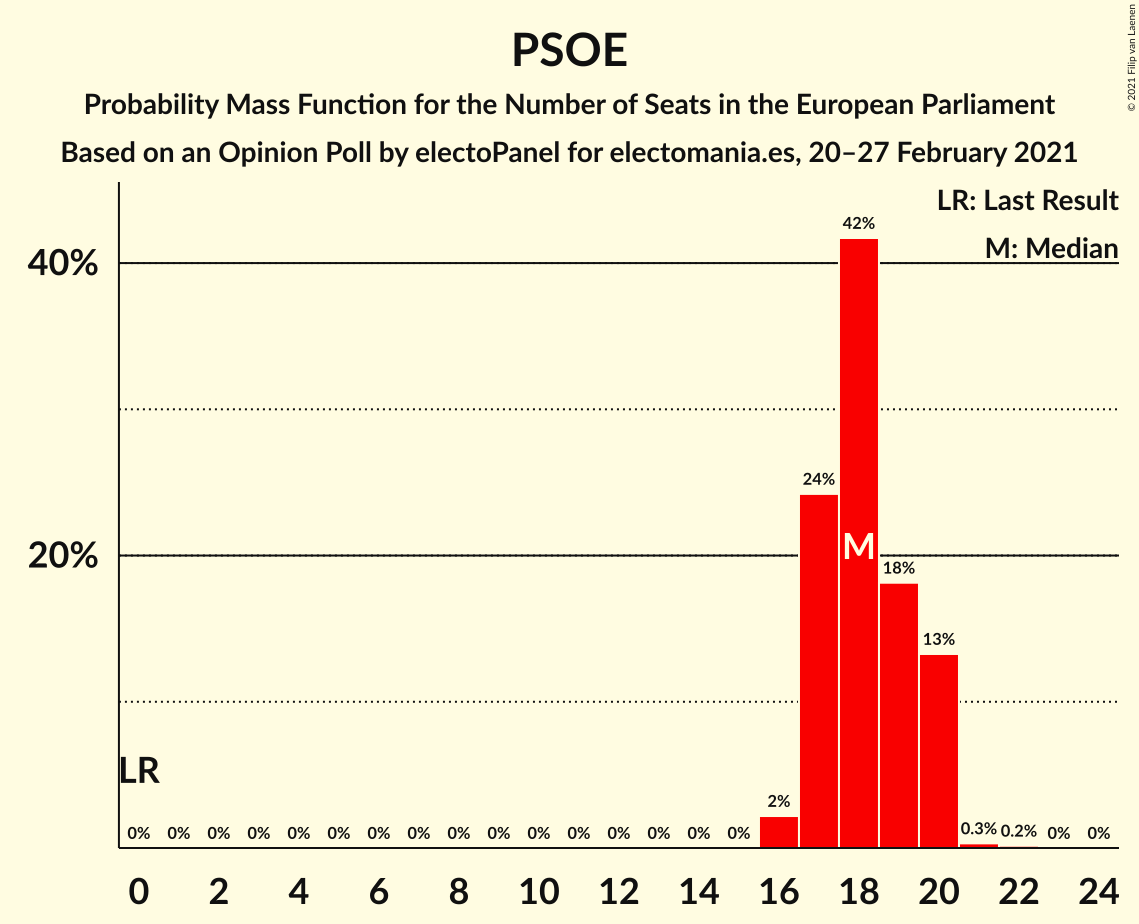 PSOE
Probability Mass Function for the Number of Seats in the European Parliament
Based on an Opinion Poll by electoPanel for electomania.es, 20–27 February 2021
© 2021 Filip van Laenen
LR: Last Result
M: Median
40%
20%
42%
24%
M
18%
13%
LR
2%
0% 0% 0% 0% 0% 0% 0% 0% 0% 0% 0% 0% 0% 0% 0% 0% 0.3% 0.2% 0% 0%
0 2 4 6 8 10 12 14 16 18 20 22 24